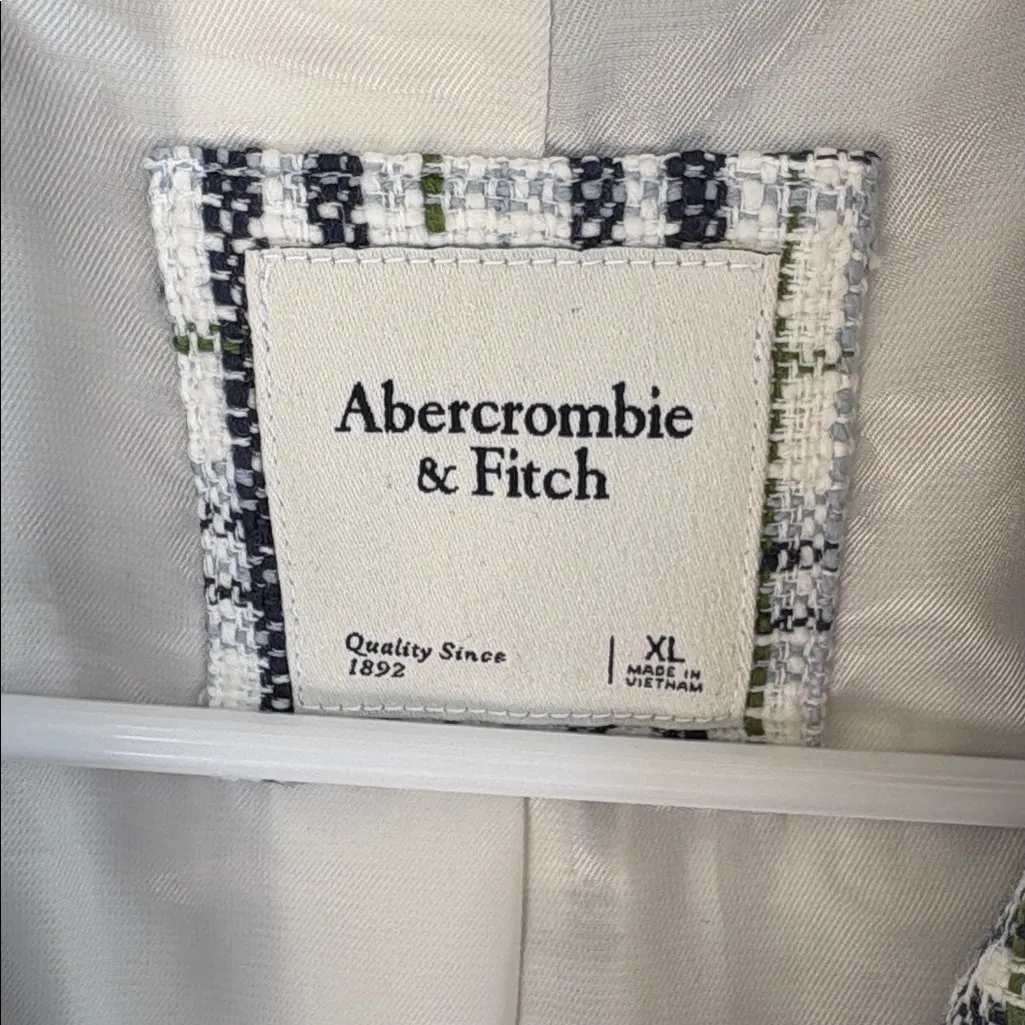 Abercrombie
& Fitch
Quality Since
1892
XL
MADE IN
VIETNAM